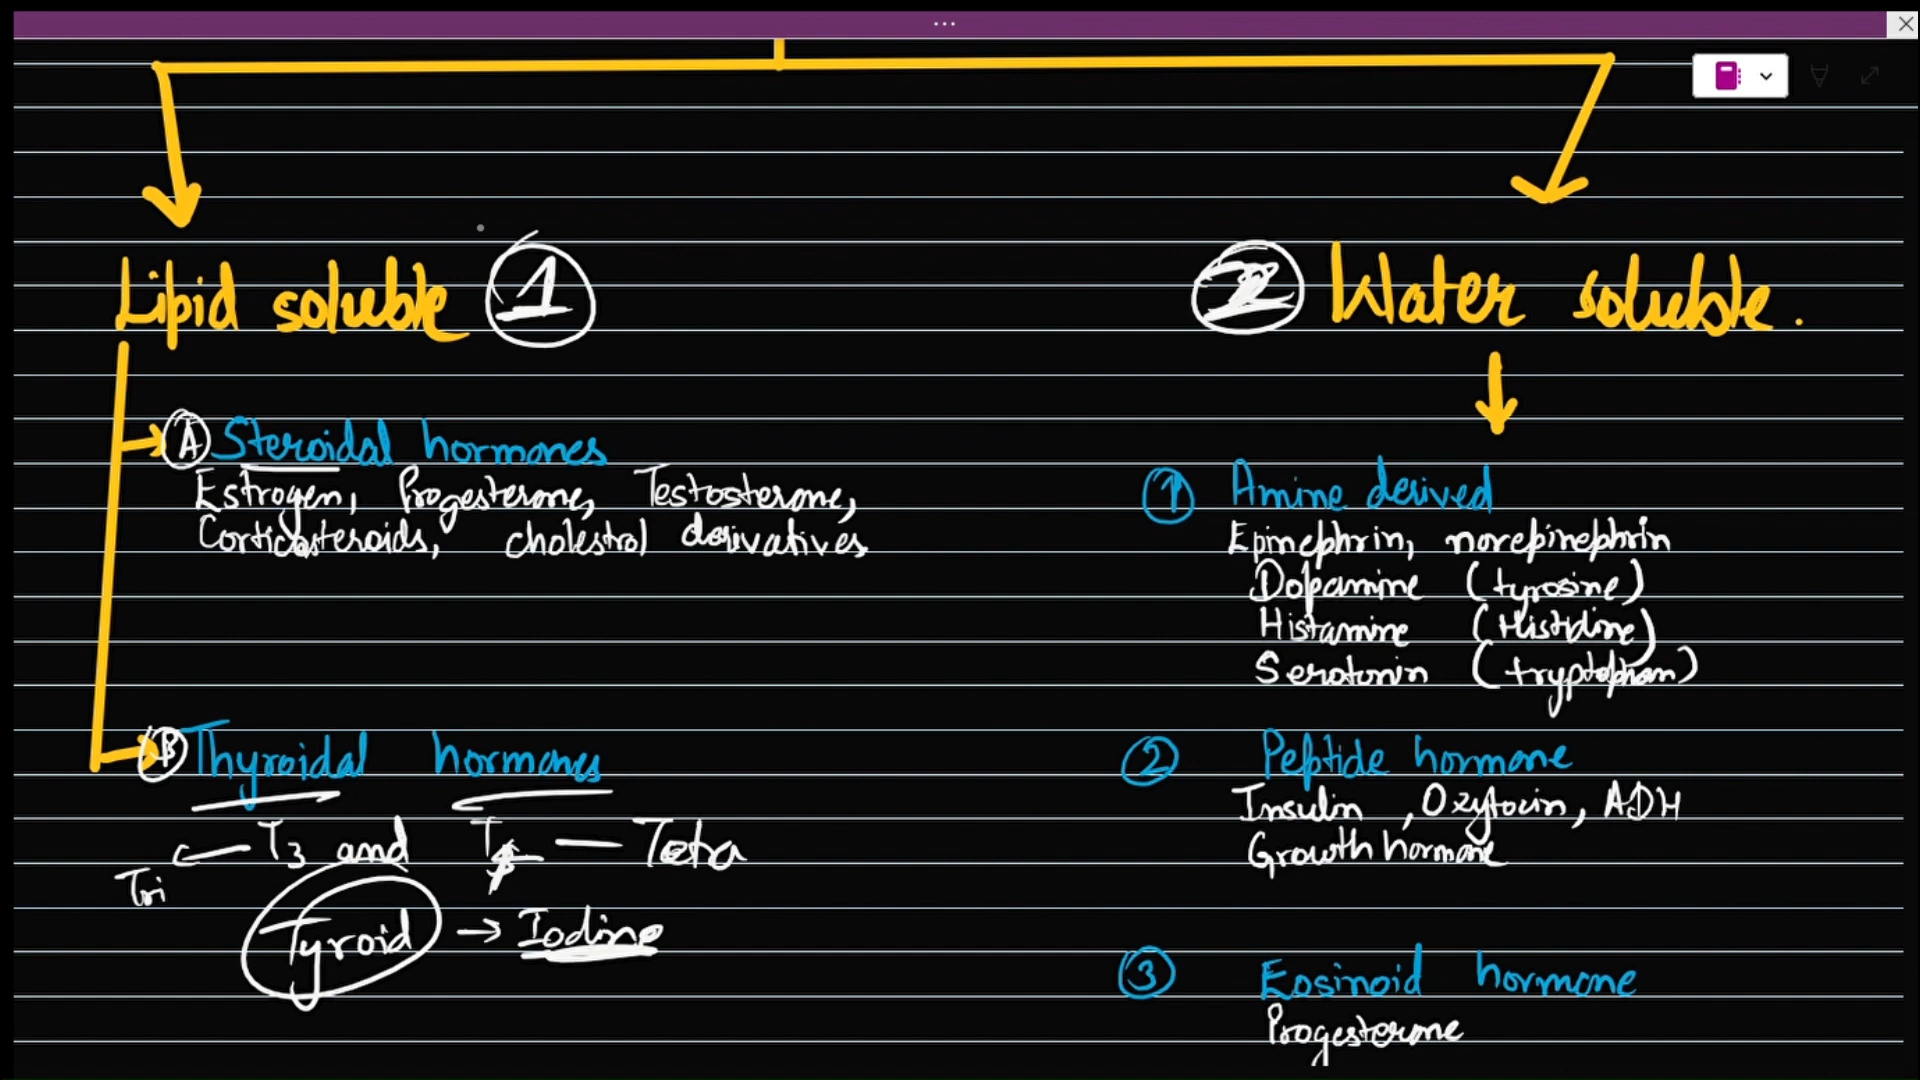 Lipid soluble 1
A Steroidal hormones
Estrogen, Progesterone, Testosterone,
Corticosteroids, cholestrol derivatives
B Thyroidal hormones
T3 and T4 — Tetra
Tri
Tyroid → Iodine
2 Water soluble.
1 Amine derived
Epinephrin, norepinephrin
Dopamine (tyrosine)
Histamine (Histidine)
Serotonin (tryptophan)
2 Peptide hormone
Insulin, Oxytocin, ADH
Growth hormone
3 Eosinoid hormone
Progesterone